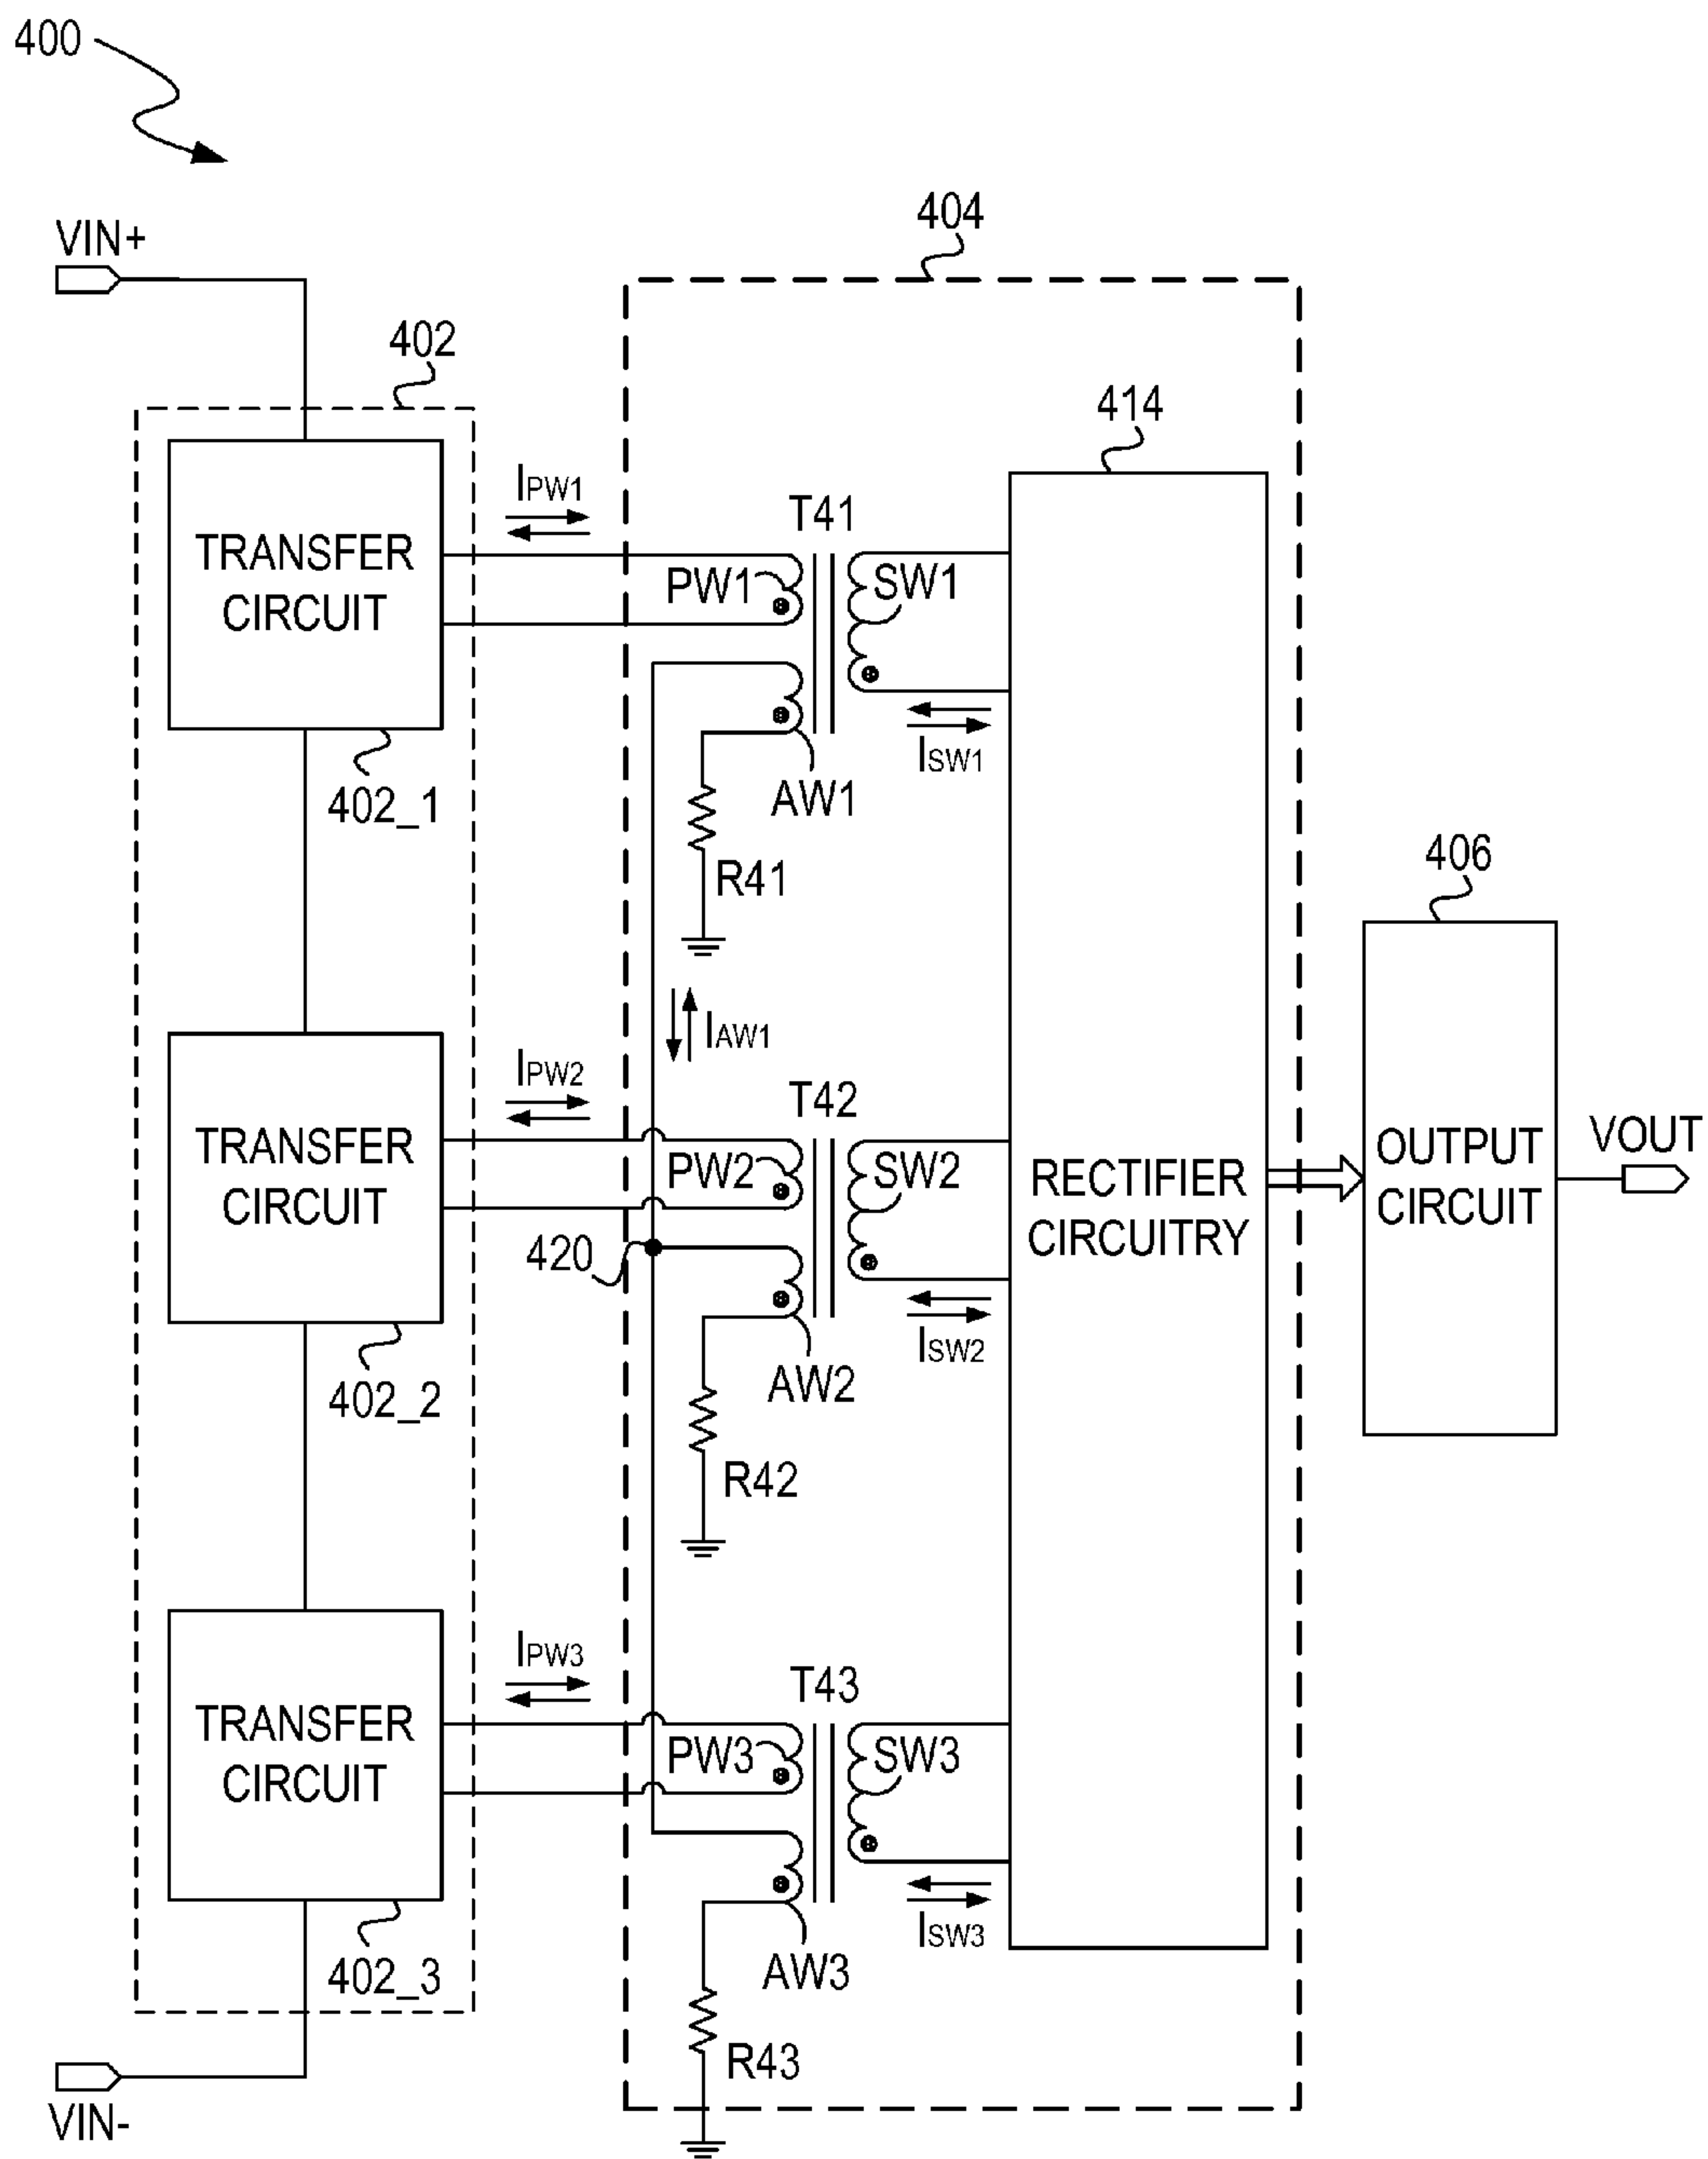 400
VIN+
404
402
414
IPW1
T41
TRANSFER
CIRCUIT
PW1
SW1
402_1
AW1
ISW1
R41
406
IAW1
IPW2
T42
TRANSFER
CIRCUIT
PW2
SW2
RECTIFIER
CIRCUITRY
OUTPUT
CIRCUIT
VOUT
420
402_2
AW2
ISW2
R42
IPW3
T43
TRANSFER
CIRCUIT
PW3
SW3
402_3
AW3
ISW3
R43
VIN-